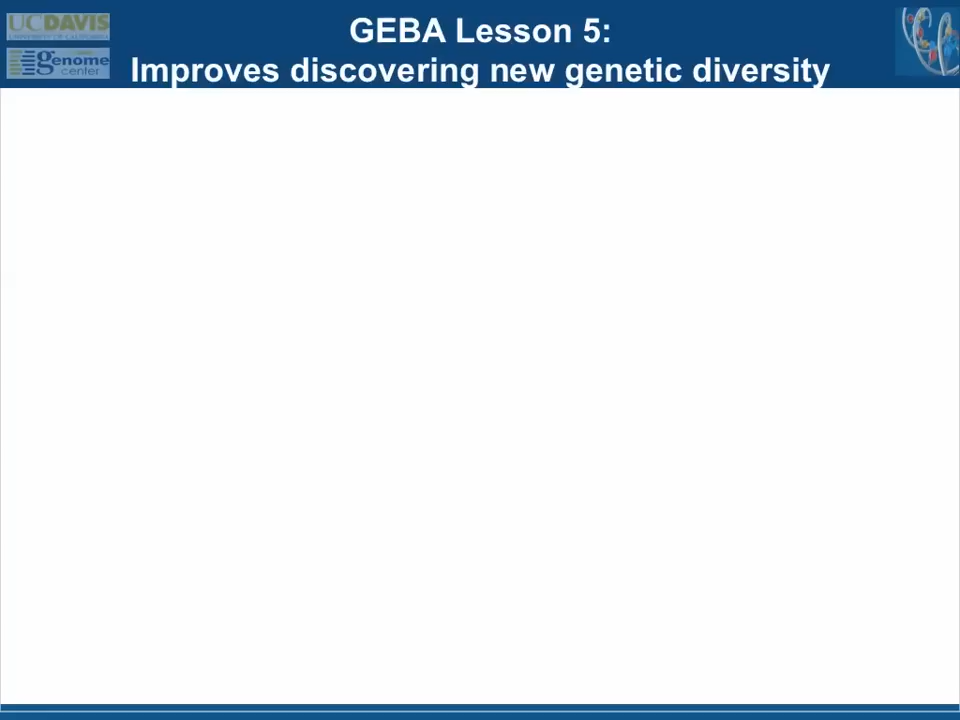 GEBA Lesson 5:
Improves discovering new genetic diversity
UCDAVIS
UNIVERSITY OF CALIFORNIA
genome
center